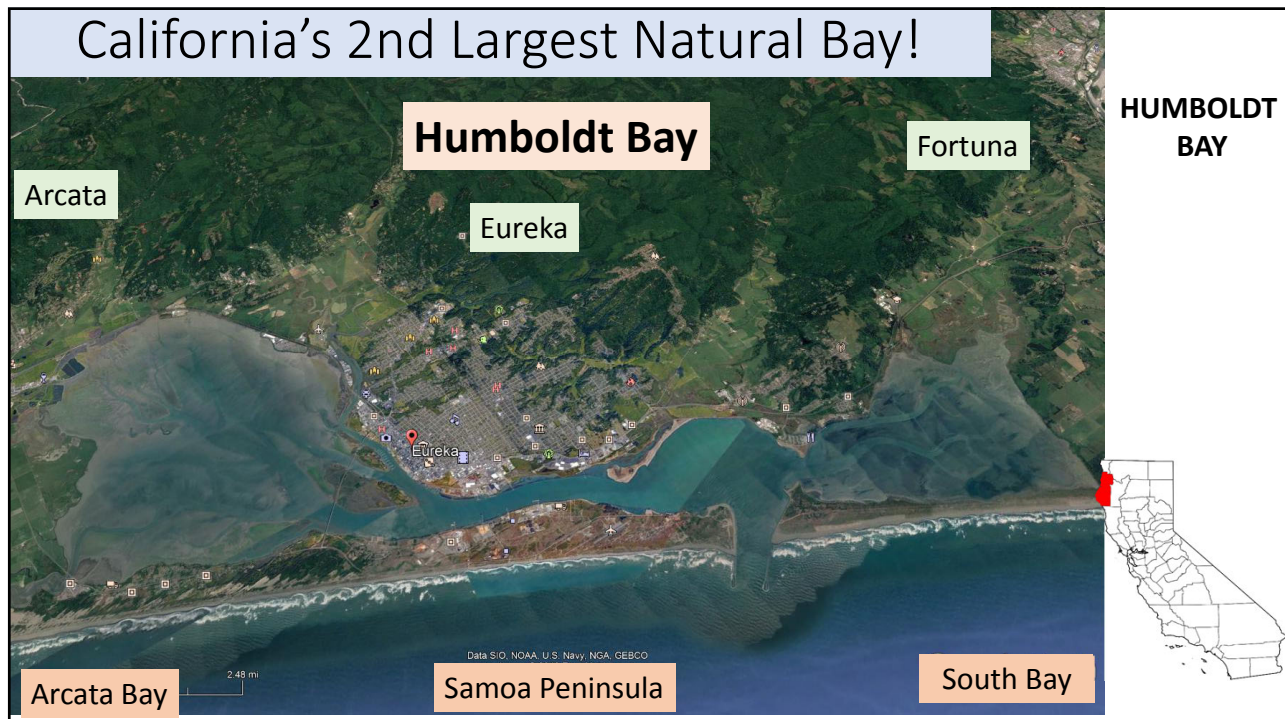 California’s 2nd Largest Natural Bay!
Humboldt Bay
HUMBOLDT
BAY
Fortuna
Arcata
Eureka
Eureka
Data SIO, NOAA, U.S. Navy, NGA, GEBCO
2.48 mi
Arcata Bay
Samoa Peninsula
South Bay